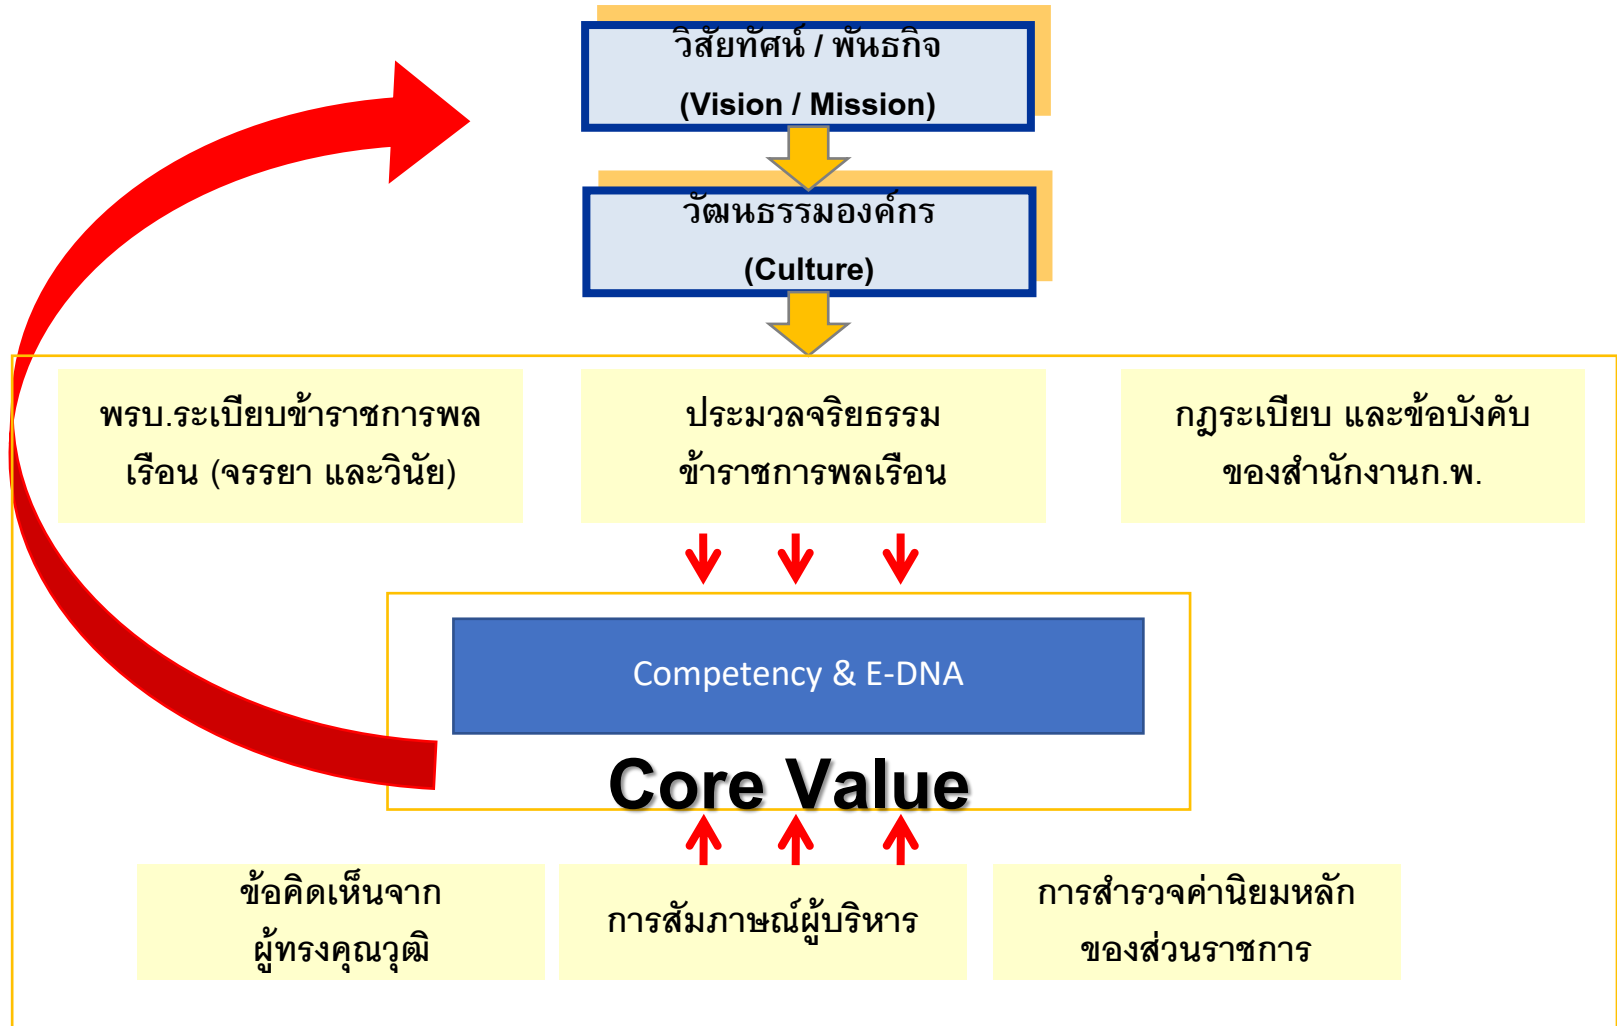 วิสัยทัศน์ / พันธกิจ
(Vision / Mission)
วัฒนธรรมองค์กร
(Culture)
พรบ.ระเบียบข้าราชการพล
เรือน (จรรยา และวินัย)
ประมวลจริยธรรม
ข้าราชการพลเรือน
กฎระเบียบ และข้อบังคับ
ของสำนักงานก.พ.
Competency & E-DNA
Core Value
ข้อคิดเห็นจาก
ผู้ทรงคุณวุฒิ
การสัมภาษณ์ผู้บริหาร
การสำรวจค่านิยมหลัก
ของส่วนราชการ